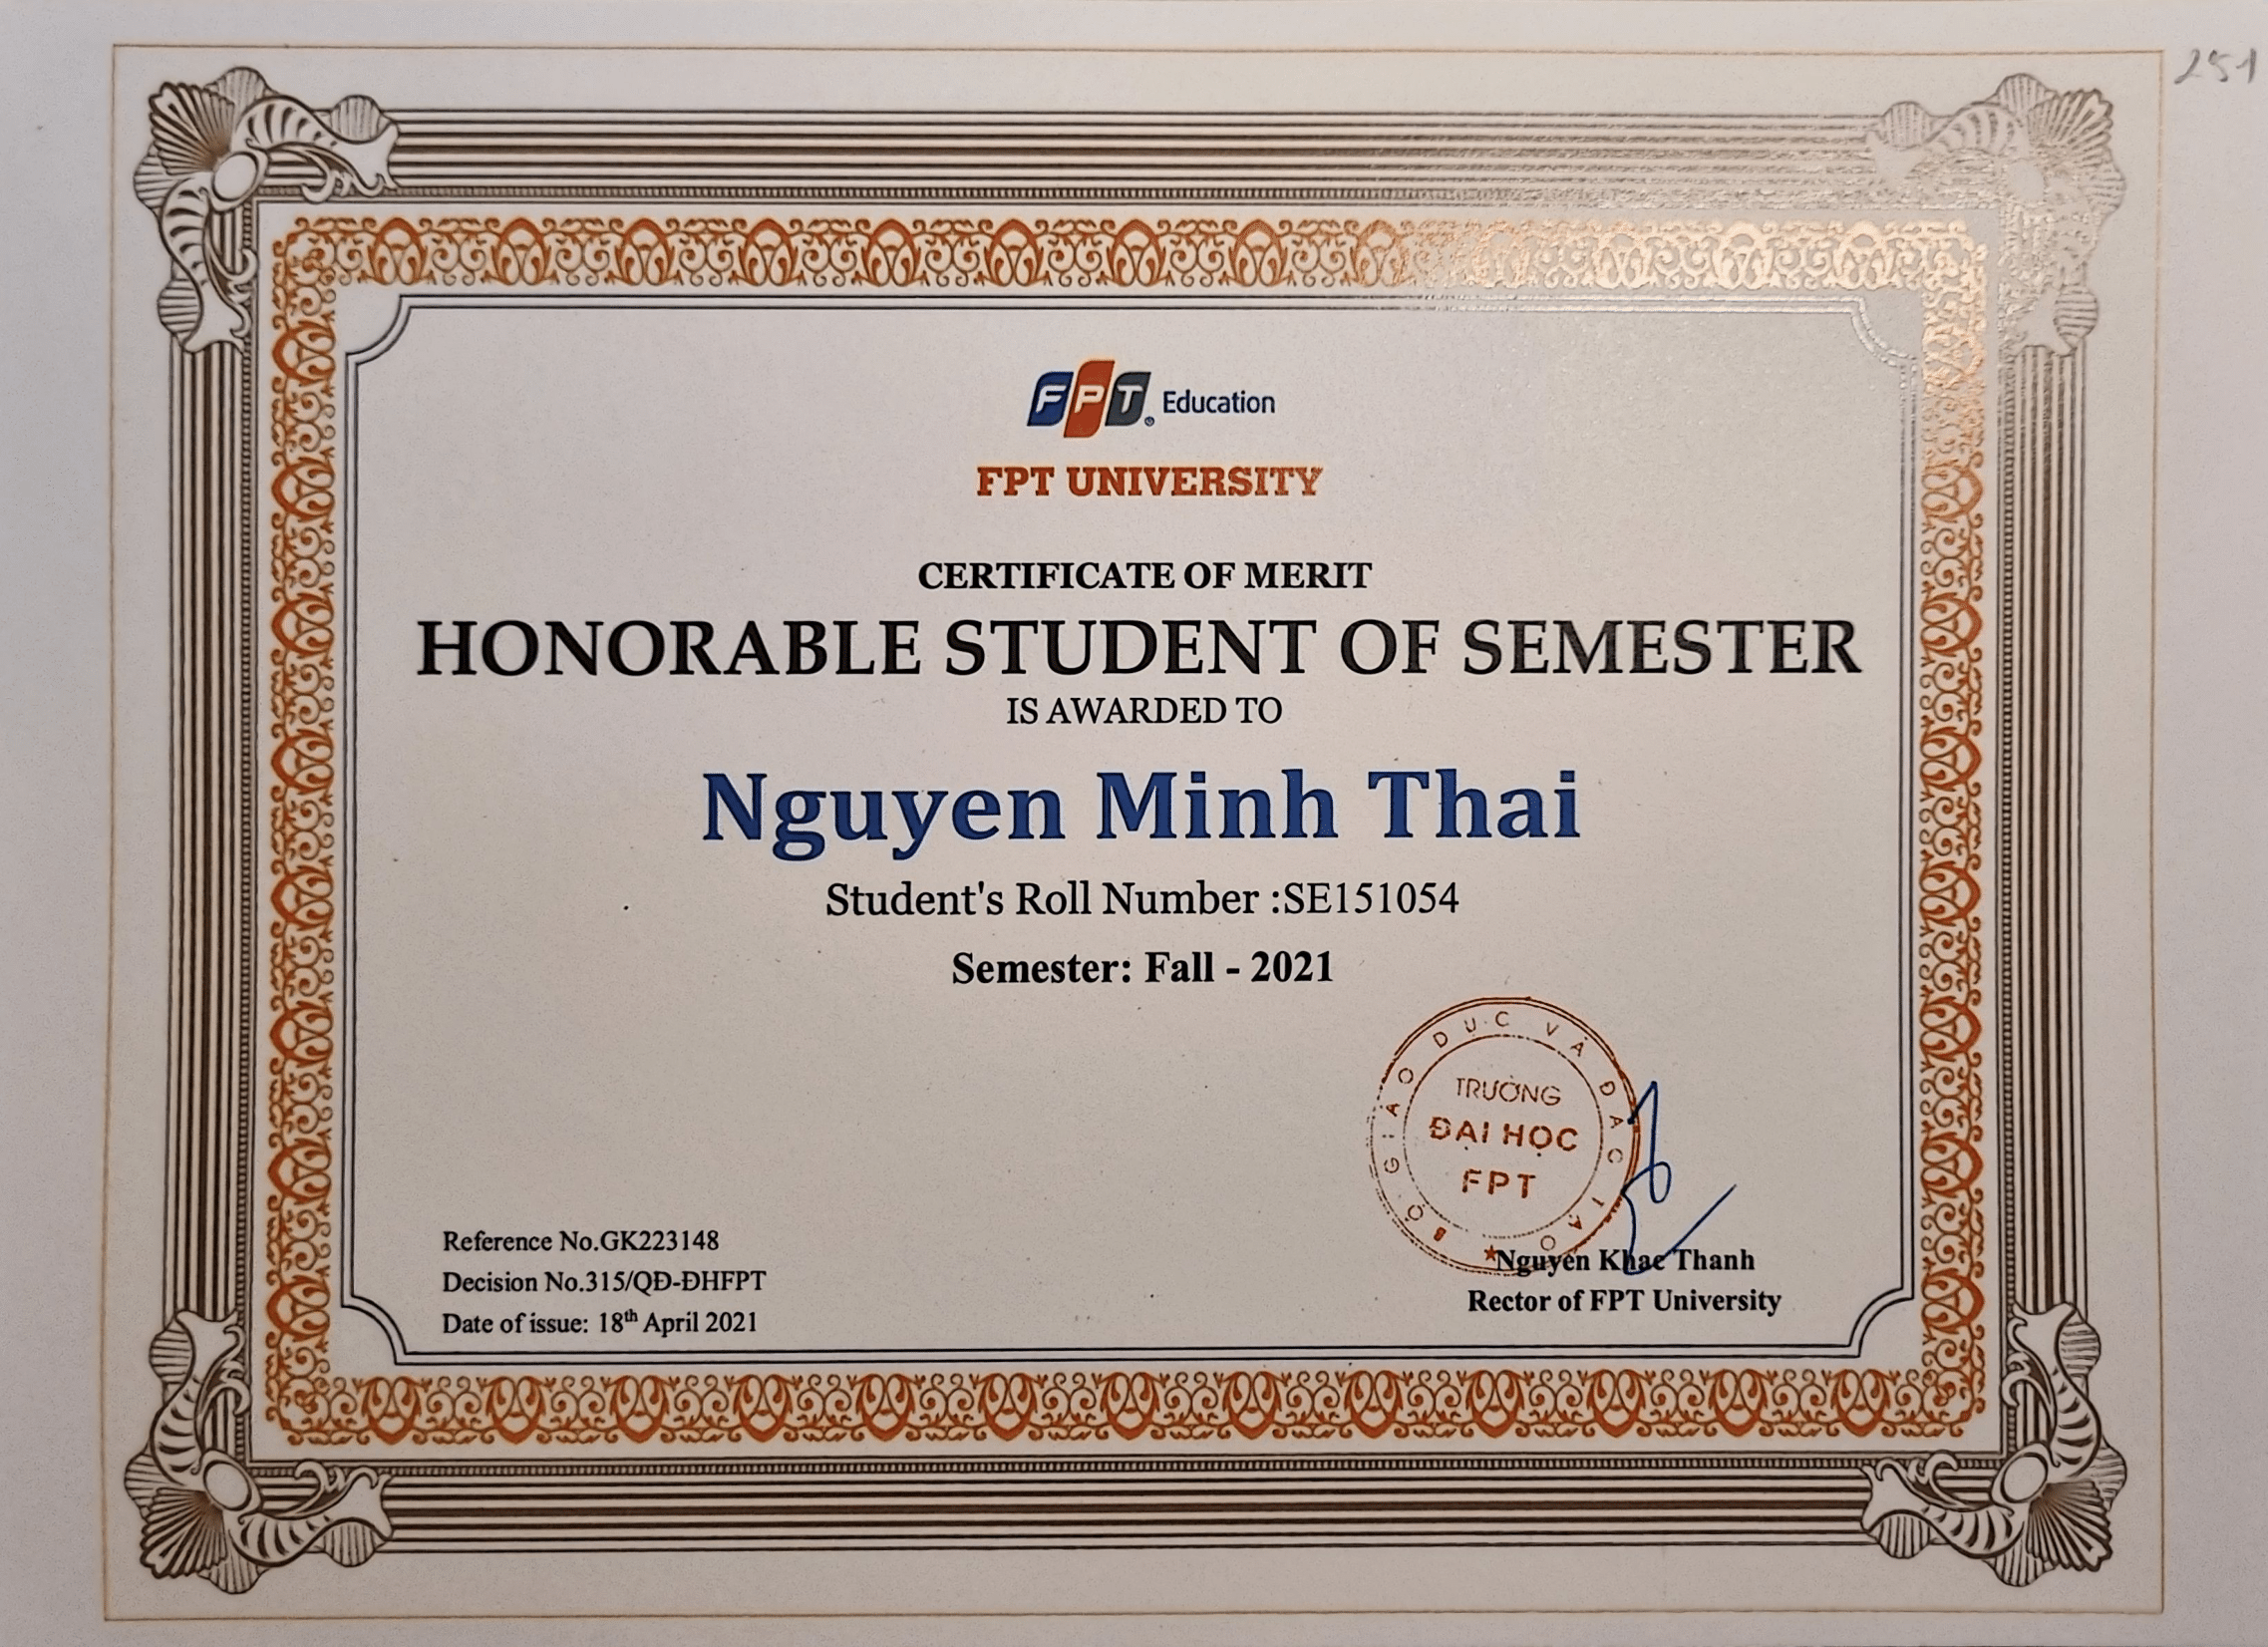 251
FPT Education
FPT UNIVERSITY
CERTIFICATE OF MERIT
HONORABLE STUDENT OF SEMESTER
IS AWARDED TO
Nguyen Minh Thai
Student's Roll Number :SE151054
Semester: Fall - 2021
BỘ GIÁO DỤC VÀ ĐÀO TẠO
TRƯỜNG
ĐẠI HỌC
FPT
Reference No.GK223148
Decision No.315/QĐ-ĐHFPT
Date of issue: 18th April 2021
Nguyen Khac Thanh
Rector of FPT University